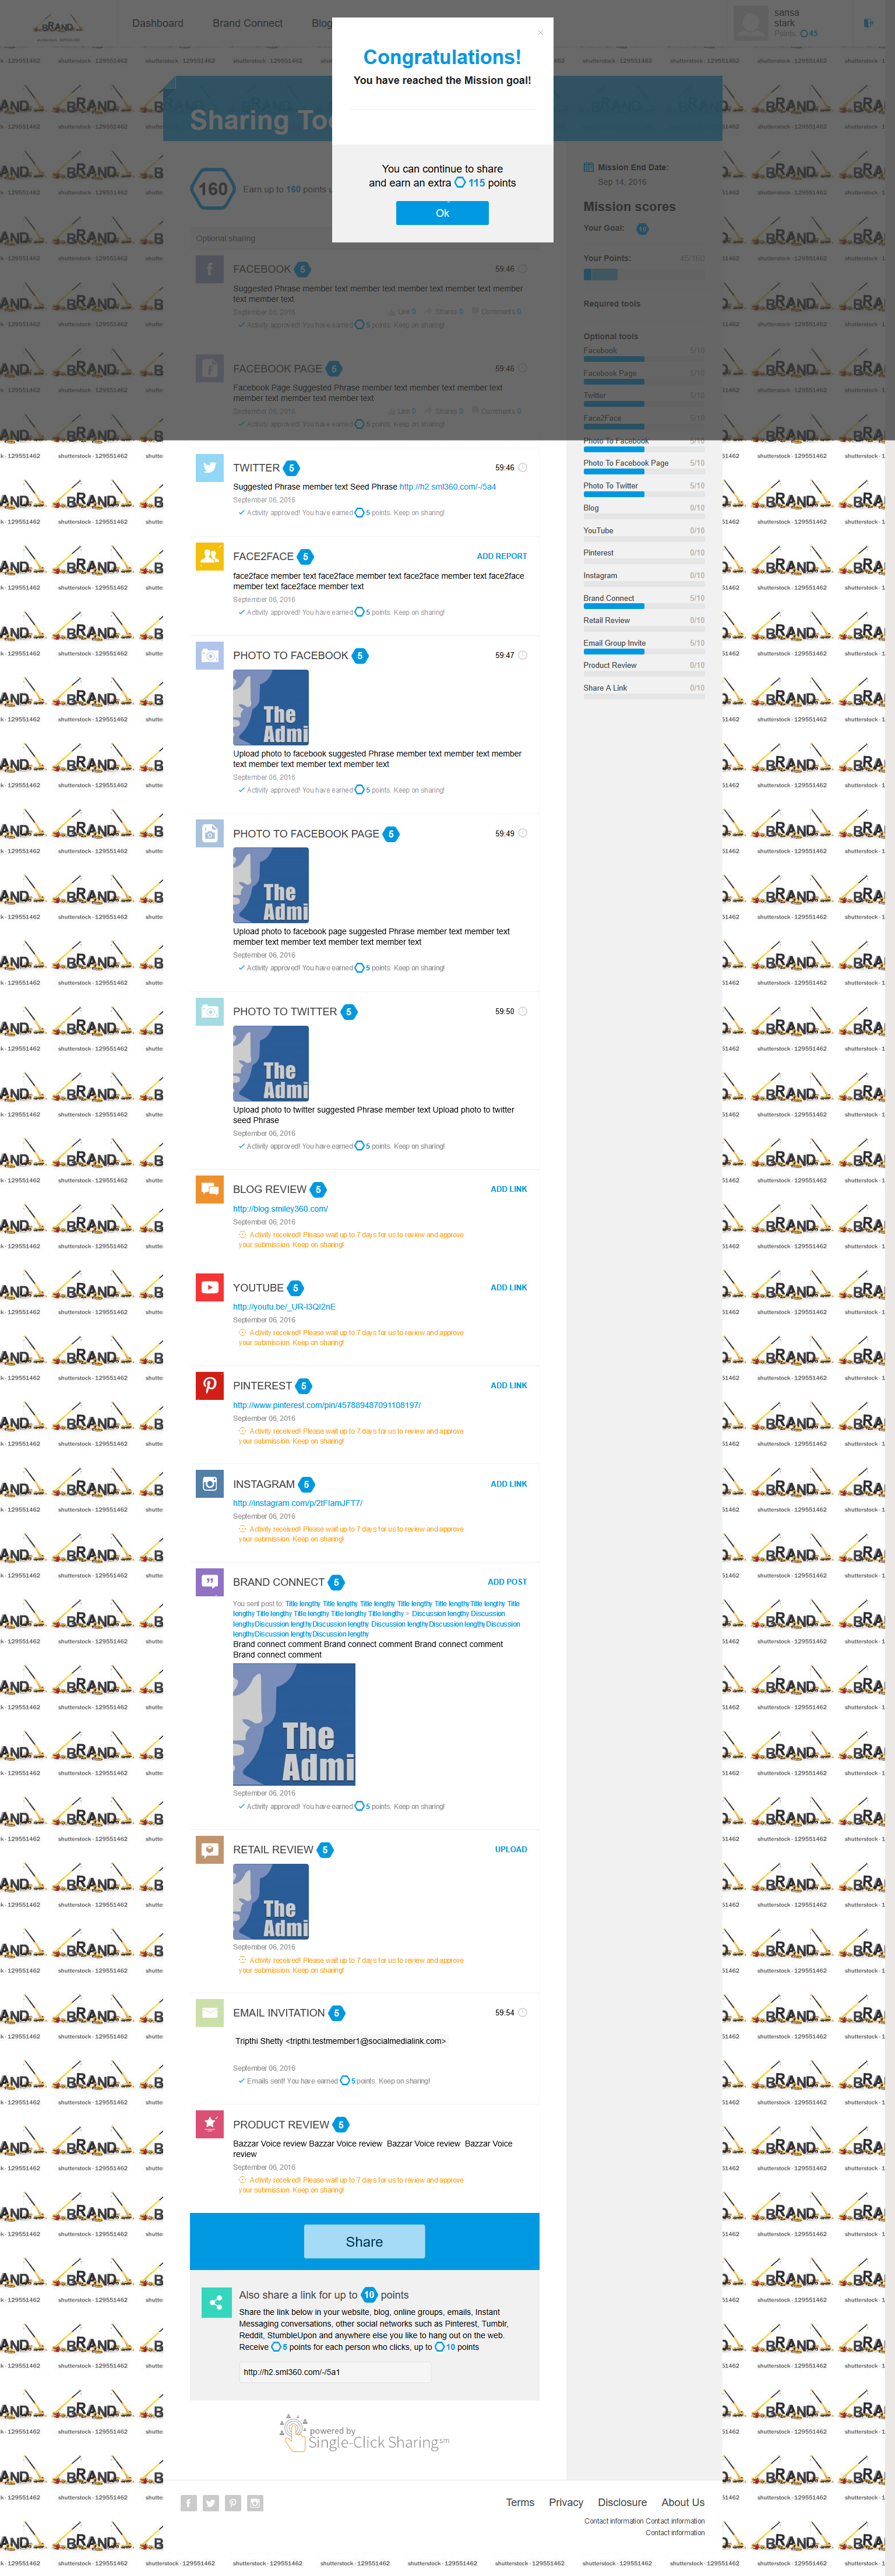 BRAND
Dashboard
Brand Connect
Blog
sansa
stark
Points: 45
×
Congratulations!
You have reached the Mission goal!
You can continue to share
and earn an extra 115 points
Ok
Sharing Too
160
Earn up to 160 points
Optional sharing
FACEBOOK 5
59:46
Suggested Phrase member text member text member text member text member
text member text
September 06, 2016
Like 0 Shares 0 Comments 0
Activity approved! You have earned 5 points. Keep on sharing!
FACEBOOK PAGE 5
59:46
Facebook Page Suggested Phrase member text member text member text
member text member text member text
September 06, 2016
Like 0 Shares 0 Comments 0
Activity approved! You have earned 5 points. Keep on sharing!
TWITTER 5
59:46
Suggested Phrase member text Seed Phrase http://h2.sml360.com/-/5a4
September 06, 2016
Activity approved! You have earned 5 points. Keep on sharing!
FACE2FACE 5
ADD REPORT
face2face member text face2face member text face2face member text face2face
member text face2face member text
September 06, 2016
Activity approved! You have earned 5 points. Keep on sharing!
PHOTO TO FACEBOOK 5
59:47
The
Admi
Upload photo to facebook suggested Phrase member text member text member
text member text member text member text
September 06, 2016
Activity approved! You have earned 5 points. Keep on sharing!
PHOTO TO FACEBOOK PAGE 5
59:49
The
Admi
Upload photo to facebook page suggested Phrase member text member text
member text member text member text member text
September 06, 2016
Activity approved! You have earned 5 points. Keep on sharing!
PHOTO TO TWITTER 5
59:50
The
Admi
Upload photo to twitter suggested Phrase member text Upload photo to twitter
seed Phrase
September 06, 2016
Activity approved! You have earned 5 points. Keep on sharing!
BLOG REVIEW 5
ADD LINK
http://blog.smiley360.com/
September 06, 2016
Activity received! Please wait up to 7 days for us to review and approve
your submission. Keep on sharing!
YOUTUBE 5
ADD LINK
http://youtu.be/_UR-I3QI2nE
September 06, 2016
Activity received! Please wait up to 7 days for us to review and approve
your submission. Keep on sharing!
PINTEREST 5
ADD LINK
http://www.pinterest.com/pin/457889487091108197/
September 06, 2016
Activity received! Please wait up to 7 days for us to review and approve
your submission. Keep on sharing!
INSTAGRAM 5
ADD LINK
http://instagram.com/p/2tFIamJFT7/
September 06, 2016
Activity received! Please wait up to 7 days for us to review and approve
your submission. Keep on sharing!
BRAND CONNECT 5
ADD POST
You sent post to: Title lengthy Title lengthy Title lengthy Title lengthy Title lengthyTitle lengthy Title
lengthy Title lengthy Title lengthy Title lengthy Title lengthy > Discussion lengthy Discussion
lengthyDiscussion lengthyDiscussion lengthy Discussion lengthyDiscussion lengthyDiscussion
lengthyDiscussion lengthyDiscussion lengthy
Brand connect comment Brand connect comment Brand connect comment
Brand connect comment
The
Admi
September 06, 2016
Activity approved! You have earned 5 points. Keep on sharing!
RETAIL REVIEW 5
UPLOAD
The
Admi
September 06, 2016
Activity received! Please wait up to 7 days for us to review and approve
your submission. Keep on sharing!
EMAIL INVITATION 5
59:54
Tripthi Shetty <tripthi.testmember1@socialmedialink.com>
September 06, 2016
Emails sent! You have earned 5 points. Keep on sharing!
PRODUCT REVIEW 5
Bazzar Voice review Bazzar Voice review Bazzar Voice review Bazzar Voice
review
September 06, 2016
Activity received! Please wait up to 7 days for us to review and approve
your submission. Keep on sharing!
Share
Also share a link for up to 10 points
Share the link below in your website, blog, online groups, emails, Instant
Messaging conversations, other social networks such as Pinterest, Tumblr,
Reddit, StumbleUpon and anywhere else you like to hang out on the web.
Receive 5 points for each person who clicks, up to 10 points
http://h2.sml360.com/-/5a1
powered by
Single-Click Sharing℠
Mission End Date:
Sep 14, 2016
Mission scores
Your Goal:
Your Points: 45/160
Required tools
Optional tools
Facebook 5/10
Facebook Page 5/10
Twitter 5/10
Face2Face 5/10
Photo To Facebook 5/10
Photo To Facebook Page 5/10
Photo To Twitter 5/10
Blog 0/10
YouTube 0/10
Pinterest 0/10
Instagram 0/10
Brand Connect 5/10
Retail Review 0/10
Email Group Invite 5/10
Product Review 0/10
Share A Link 0/10
Terms Privacy Disclosure About Us
Contact information Contact information
Contact information
BRAND
shutterstock · 129551462